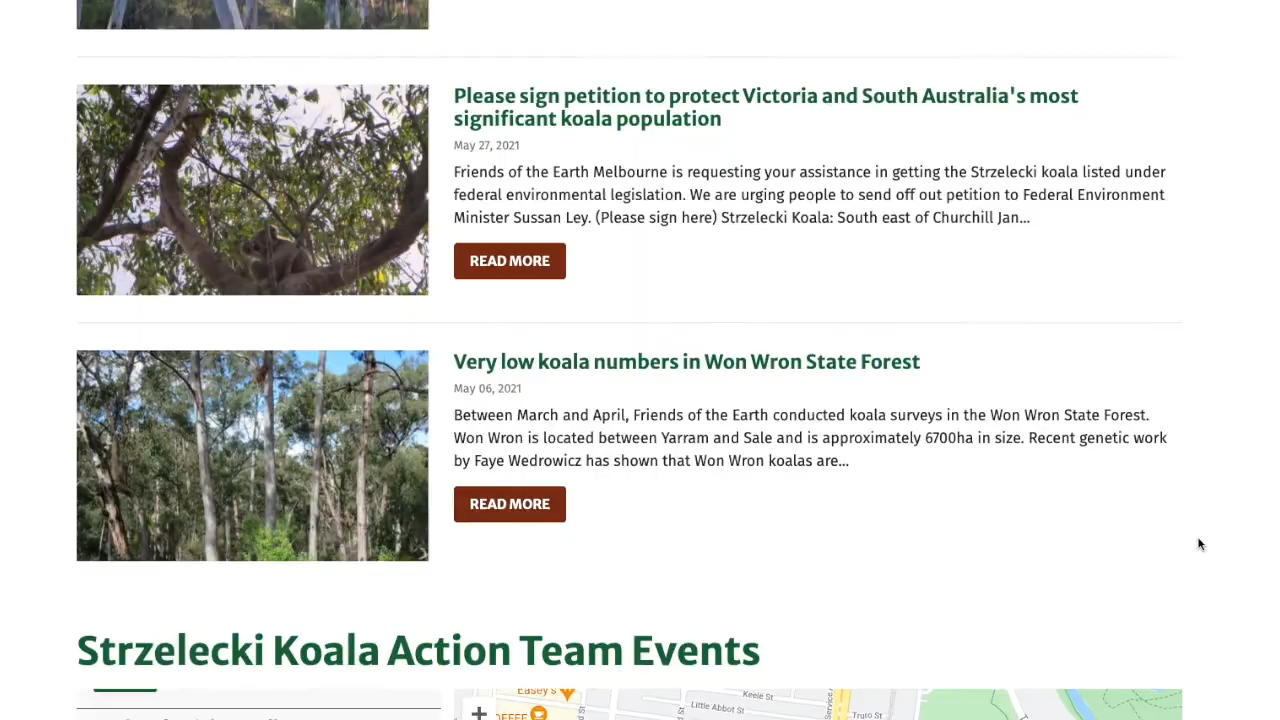 Please sign petition to protect Victoria and South Australia's most
significant koala population
May 27, 2021
Friends of the Earth Melbourne is requesting your assistance in getting the Strzelecki koala listed under
federal environmental legislation. We are urging people to send off out petition to Federal Environment
Minister Sussan Ley. (Please sign here) Strzelecki Koala: South east of Churchill Jan...
READ MORE
Very low koala numbers in Won Wron State Forest
May 06, 2021
Between March and April, Friends of the Earth conducted koala surveys in the Won Wron State Forest.
Won Wron is located between Yarram and Sale and is approximately 6700ha in size. Recent genetic work
by Faye Wedrowicz has shown that Won Wron koalas are...
READ MORE
Strzelecki Koala Action Team Events
Easey's
Keele St
Little Abbot St
Truro St
+